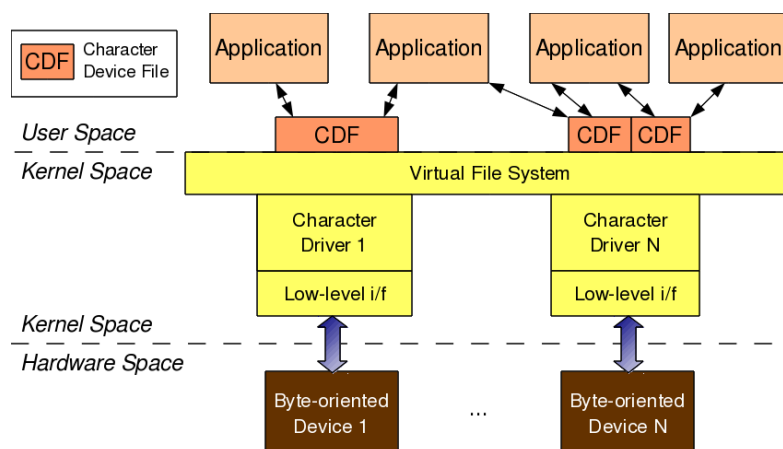 CDF
Character
Device File
Application
Application
Application
Application
CDF
CDF
CDF
User Space
Kernel Space
Virtual File System
Character
Driver 1
Character
Driver N
Low-level i/f
Low-level i/f
Kernel Space
Hardware Space
Byte-oriented
Device 1
...
Byte-oriented
Device N